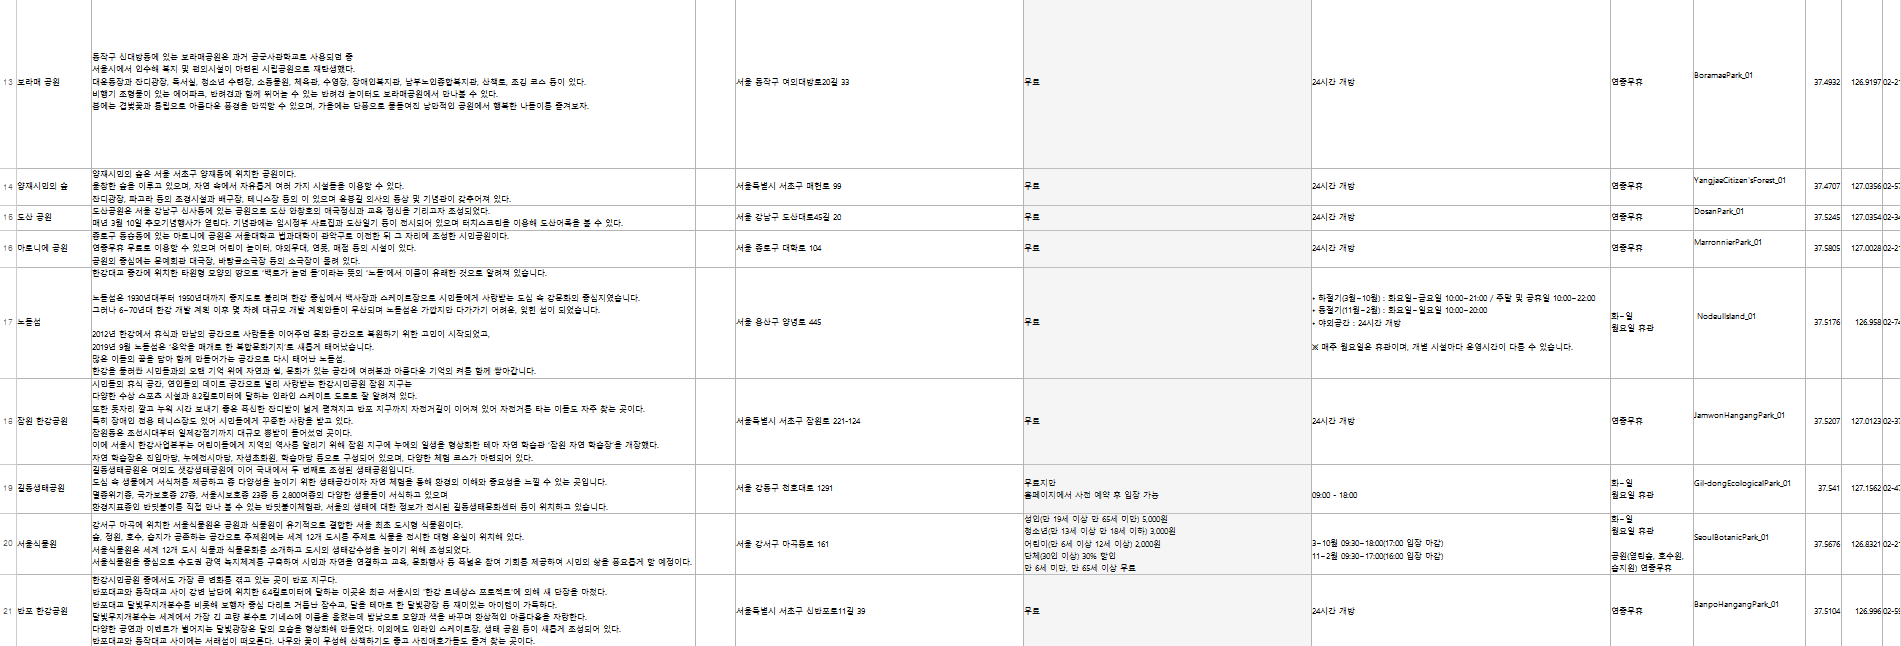 13
보라매 공원
동작구 신대방동에 있는 보라매공원은 과거 공군사관학교로 사용되던 중
서울시에서 인수해 복지 및 편의시설이 마련된 시립공원으로 재탄생했다.
대운동장과 잔디광장, 독서실, 청소년 수련장, 소동물원, 체육관, 수영장, 장애인복지관, 남부노인종합복지관, 산책로, 조깅 코스 등이 있다.
비행기 조형물이 있는 에어파크, 반려견과 함께 뛰어놀 수 있는 반려견 놀이터도 보라매공원에서 만나볼 수 있다.
봄에는 겹벚꽃과 튤립으로 아름다운 풍경을 만끽할 수 있으며, 가을에는 단풍으로 물들여진 낭만적인 공원에서 행복한 나들이를 즐겨보자.
서울 동작구 여의대방로20길 33
무료
24시간 개방
연중무휴
BoramaePark_01
37.4932
126.9197
02-21
14
양재시민의 숲
양재시민의 숲은 서울 서초구 양재동에 위치한 공원이다.
울창한 숲을 이루고 있으며, 자연 속에서 자유롭게 여러 가지 시설들을 이용할 수 있다.
잔디광장, 파고라 등의 조경시설과 배구장, 테니스장 등의 이 있으며 윤봉길 의사의 동상 및 기념관이 갖추어져 있다.
서울특별시 서초구 매헌로 99
무료
24시간 개방
연중무휴
YangjaeCitizen'sForest_01
37.4707
127.0356
02-57
15
도산 공원
도산공원은 서울 강남구 신사동에 있는 공원으로 도산 안창호의 애국정신과 교육 정신을 기리고자 조성되었다.
매년 3월 10일 추모기념행사가 열린다. 기념관에는 임시정부 사료집과 도산일기 등이 전시되어 있으며 터치스크린을 이용해 도산어록을 볼 수 있다.
서울 강남구 도산대로45길 20
무료
24시간 개방
연중무휴
DosanPark_01
37.5245
127.0354
02-34
16
마로니에 공원
종로구 동숭동에 있는 마로니에 공원은 서울대학교 법과대학이 관악구로 이전한 뒤 그 자리에 조성한 시민공원이다.
연중무휴 무료로 이용할 수 있으며 어린이 놀이터, 야외무대, 연못, 매점 등의 시설이 있다.
공원의 중심에는 문예회관 대극장, 바탕골소극장 등의 소극장이 몰려 있다.
서울 종로구 대학로 104
무료
24시간 개방
연중무휴
MarronnierPark_01
37.5805
127.0028
02-21
17
노들섬
한강대교 중간에 위치한 타원형 모양의 땅으로 '백로가 놀던 돌'이라는 뜻의 '노들'에서 이름이 유래한 것으로 알려져 있습니다.
노들섬은 1930년대부터 1950년대까지 중지도로 불리며 한강 중심에서 백사장과 스케이트장으로 시민들에게 사랑받는 도심 속 강문화의 중심지였습니다.
그러나 6~70년대 한강 개발 계획 이후 몇 차례 대규모 개발 계획안들이 무산되며 노들섬은 가깝지만 다가가기 어려운, 잊힌 섬이 되었습니다.
2012년 한강에서 휴식과 만남의 공간으로 사람들을 이어주던 문화 공간으로 복원하기 위한 고민이 시작되었고,
2019년 9월 노들섬은 '음악을 매개로 한 복합문화기지'로 새롭게 태어났습니다.
많은 이들의 꿈을 담아 함께 만들어가는 공간으로 다시 태어난 노들섬.
한강을 둘러싼 시민들과의 오랜 기억 위에 자연과 쉼, 문화가 있는 공간에 여러분과 아름다운 기억의 켜를 함께 쌓아갑니다.
서울 용산구 양녕로 445
무료
• 하절기(3월~10월) : 화요일~금요일 10:00~21:00 / 주말 및 공휴일 10:00~22:00
• 동절기(11월~2월) : 화요일~일요일 10:00~20:00
• 야외공간 : 24시간 개방
※ 매주 월요일은 휴관이며, 개별 시설마다 운영시간이 다를 수 있습니다.
화~일
월요일 휴관
NodeulIsland_01
37.5176
126.958
02-74
18
잠원 한강공원
시민들의 휴식 공간, 연인들의 데이트 공간으로 널리 사랑받는 한강시민공원 잠원 지구는
다양한 수상 스포츠 시설과 8.2킬로미터에 달하는 인라인 스케이트 도로로 잘 알려져 있다.
또한 돗자리 깔고 누워 시간 보내기 좋은 푹신한 잔디밭이 넓게 펼쳐지고 반포 지구까지 자전거길이 이어져 있어 자전거를 타는 이들도 자주 찾는 곳이다.
특히 장애인 전용 테니스장도 있어 시민들에게 꾸준한 사랑을 받고 있다.
잠원동은 조선시대부터 일제강점기까지 대규모 뽕밭이 들어섰던 곳이다.
이에 서울시 한강사업본부는 어린이들에게 지역의 역사를 알리기 위해 잠원 지구에 누에의 일생을 형상화한 테마 자연 학습관 '잠원 자연 학습장'을 개장했다.
자연 학습장은 진입마당, 누에전시마당, 자생초화원, 학습마당 등으로 구성되어 있으며, 다양한 체험 코스가 마련되어 있다.
서울특별시 서초구 잠원로 221-124
무료
24시간 개방
연중무휴
JamwonHangangPark_01
37.5207
127.0123
02-37
19
길동생태공원
길동생태공원은 여의도 샛강생태공원에 이어 국내에서 두 번째로 조성된 생태공원입니다.
도심 속 생물에게 서식처를 제공하고 종 다양성을 높이기 위한 생태공간이자 자연 체험을 통해 환경의 이해와 중요성을 느낄 수 있는 곳입니다.
멸종위기종, 국가보호종 27종, 서울시보호종 23종 등 2,800여종의 다양한 생물들이 서식하고 있으며
환경지표종인 반딧불이를 직접 만나 볼 수 있는 반딧불이체험관, 서울의 생태에 대한 정보가 전시된 길동생태문화센터 등이 위치하고 있습니다.
서울 강동구 천호대로 1291
무료지만
홈페이지에서 사전 예약 후 입장 가능
09:00 - 18:00
화~일
월요일 휴관
Gil-dongEcologicalPark_01
37.541
127.1562
02-47
20
서울식물원
강서구 마곡에 위치한 서울식물원은 공원과 식물원이 유기적으로 결합한 서울 최초 도시형 식물원이다.
숲, 정원, 호수, 습지가 공존하는 공간으로 주제원에는 세계 12개 도시를 주제로 식물을 전시한 대형 온실이 위치해 있다.
서울식물원은 세계 12개 도시 식물과 식물문화를 소개하고 도시의 생태감수성을 높이기 위해 조성되었다.
서울식물원을 중심으로 수도권 광역 녹지체계를 구축하여 시민과 자연을 연결하고 교육, 문화행사 등 폭넓은 참여 기회를 제공하여 시민의 삶을 풍요롭게 할 예정이다.
서울 강서구 마곡동로 161
성인(만 19세 이상 만 65세 미만) 5,000원
청소년(만 13세 이상 만 18세 이하) 3,000원
어린이(만 6세 이상 12세 이상) 2,000원
단체(30인 이상) 30% 할인
만 6세 미만, 만 65세 이상 무료
3~10월 09:30~18:00(17:00 입장 마감)
11~2월 09:30~17:00(16:00 입장 마감)
화~일
월요일 휴관
공원(열린숲, 호수원,
습지원) 연중무휴
SeoulBotanicPark_01
37.5676
126.8321
02-21
21
반포 한강공원
한강시민공원 중에서도 가장 큰 변화를 겪고 있는 곳이 반포 지구다.
반포대교와 동작대교 사이 강변 남단에 위치한 6.4킬로미터에 달하는 이곳은 최근 서울시의 '한강 르네상스 프로젝트'에 의해 새 단장을 마쳤다.
반포대교 달빛무지개분수를 비롯해 보행자 중심 다리로 거듭난 잠수교, 달을 테마로 한 달빛광장 등 재미있는 아이템이 가득하다.
달빛무지개분수는 세계에서 가장 긴 교량 분수로 기네스에 이름을 올렸는데 밤낮으로 모양과 색을 바꾸며 환상적인 아름다움을 자랑한다.
다양한 공연과 이벤트가 벌어지는 달빛광장은 달의 모습을 형상화해 만들었다. 이외에도 인라인 스케이트장, 생태 공원 등이 새롭게 조성되어 있다.
반포대교와 동작대교 사이에는 서래섬이 떠오른다. 나무와 꽃이 무성해 산책하기도 좋고 사진애호가들도 즐겨 찾는 곳이다.
서울특별시 서초구 신반포로11길 39
무료
24시간 개방
연중무휴
BanpoHangangPark_01
37.5104
126.996
02-59